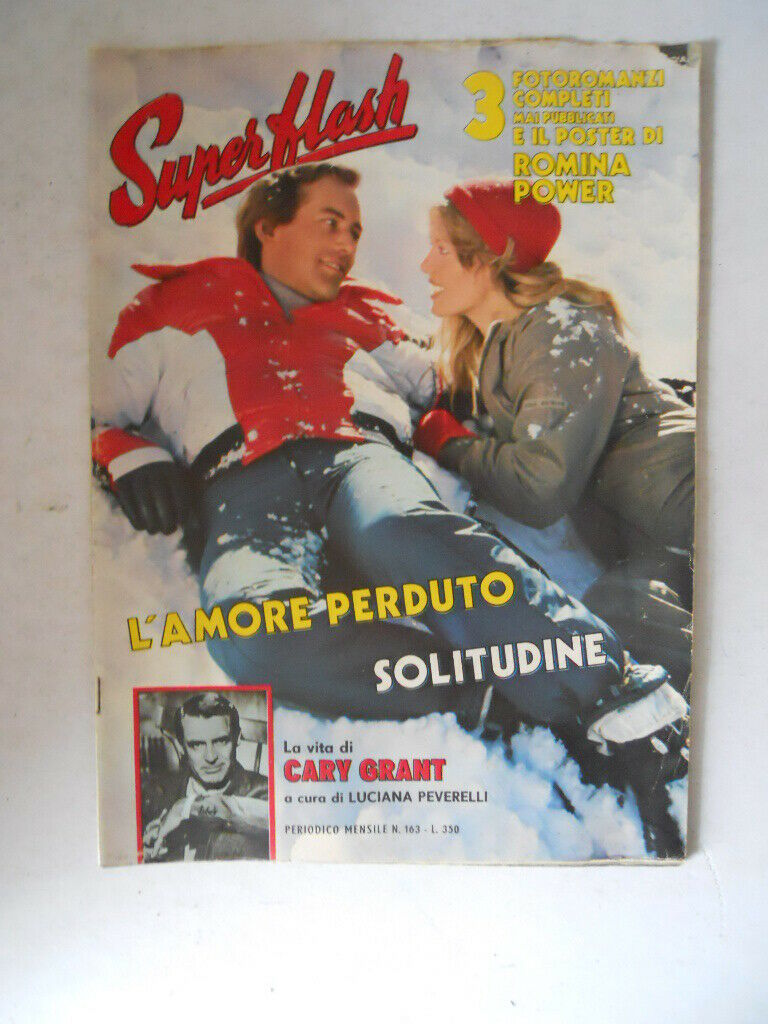 Super flash
3 FOTOROMANZI
COMPLETI
MAI PUBBLICATI
E IL POSTER DI
ROMINA
POWER
L'AMORE PERDUTO
SOLITUDINE
La vita di
CARY GRANT
a cura di LUCIANA PEVERELLI
PERIODICO MENSILE N. 163 - L. 350